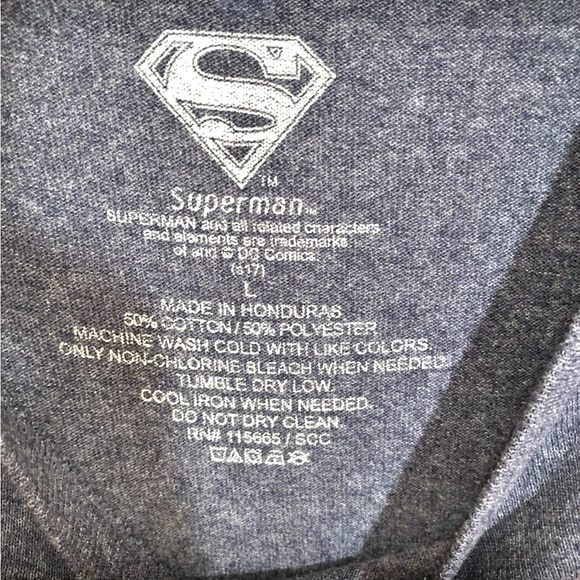 S
TM
Superman™
SUPERMAN and all related characters
and elements are trademarks
of and © DC Comics.
(s17)
L
MADE IN HONDURAS
50% COTTON / 50% POLYESTER
MACHINE WASH COLD WITH LIKE COLORS.
ONLY NON-CHLORINE BLEACH WHEN NEEDED.
TUMBLE DRY LOW.
COOL IRON WHEN NEEDED.
DO NOT DRY CLEAN.
RN# 115665 / SCC